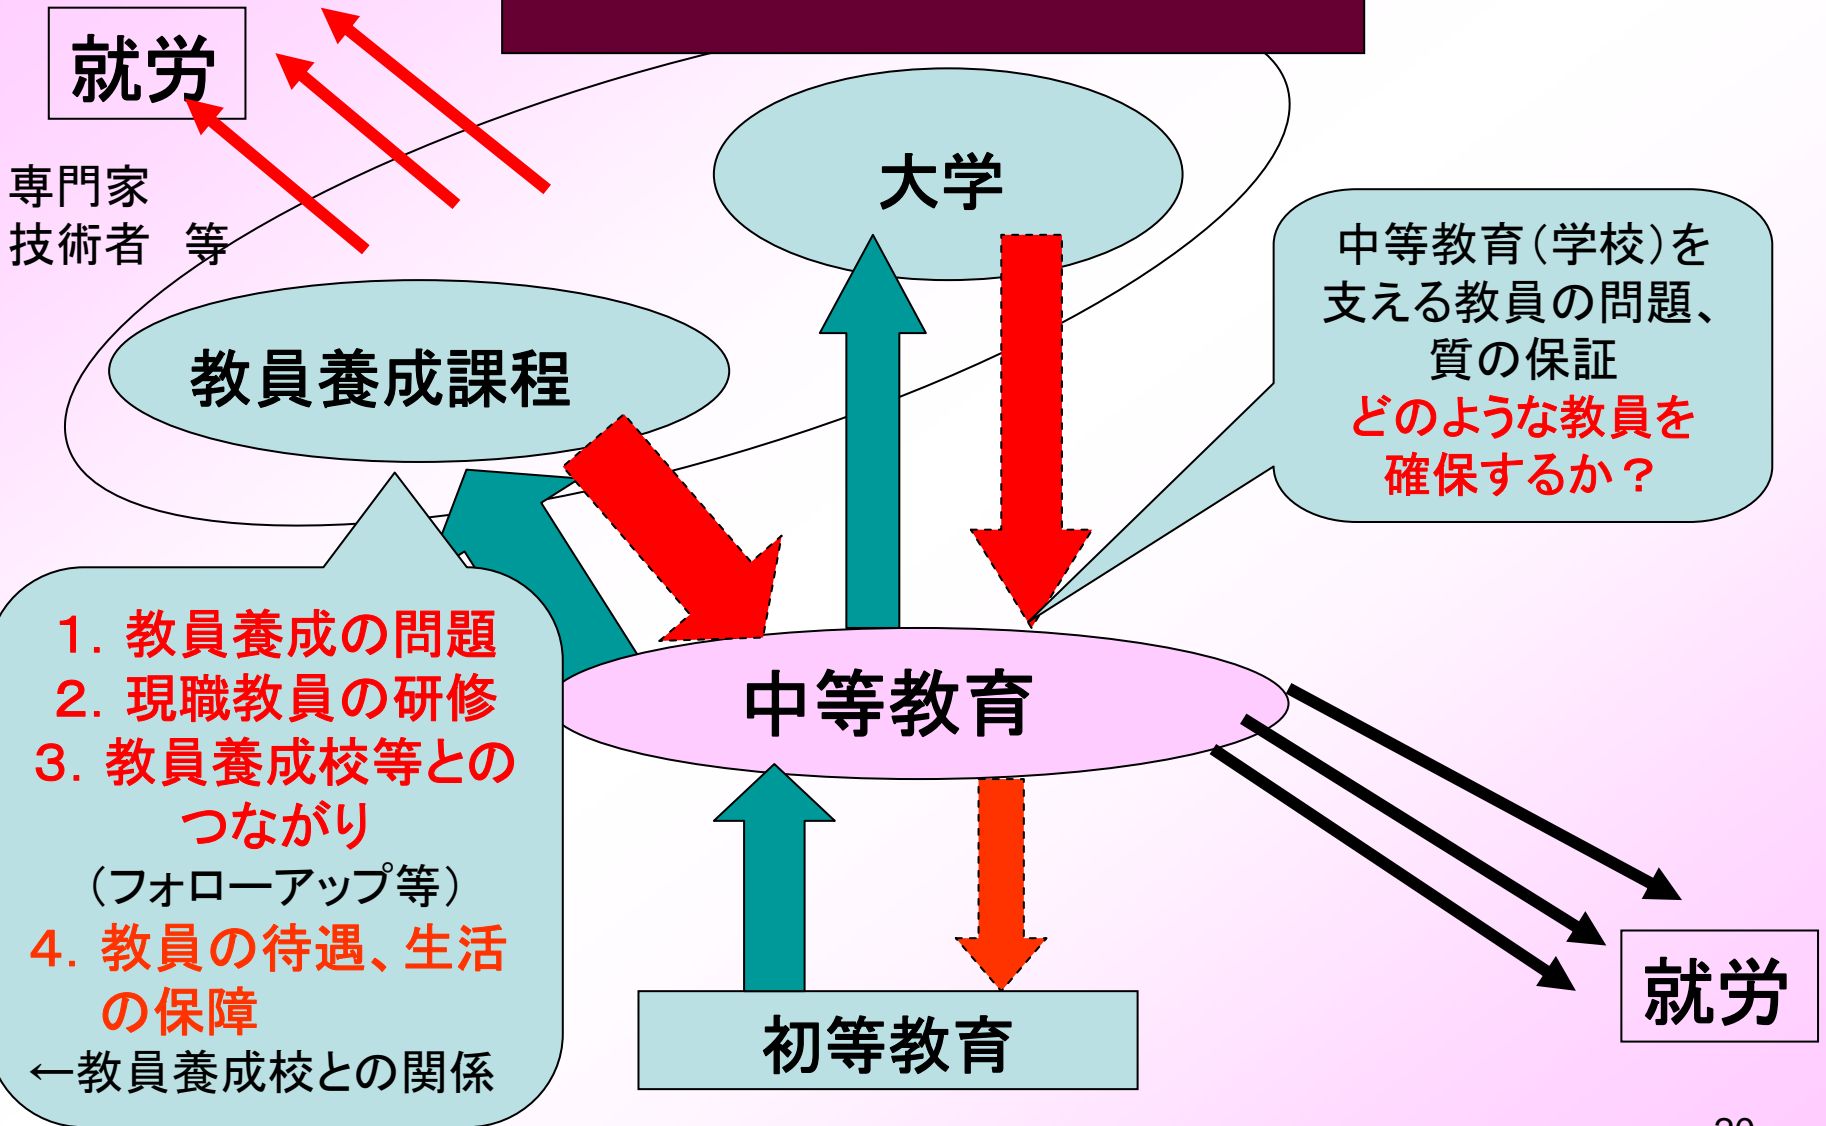 就労
専門家
技術者　等
大学
教員養成課程
中等教育（学校）を
支える教員の問題、
質の保証
どのような教員を
確保するか？
１．教員養成の問題
２．現職教員の研修
３．教員養成校等との
つながり
（フォローアップ等）
４．教員の待遇、生活
の保障
←教員養成校との関係
中等教育
初等教育
就労